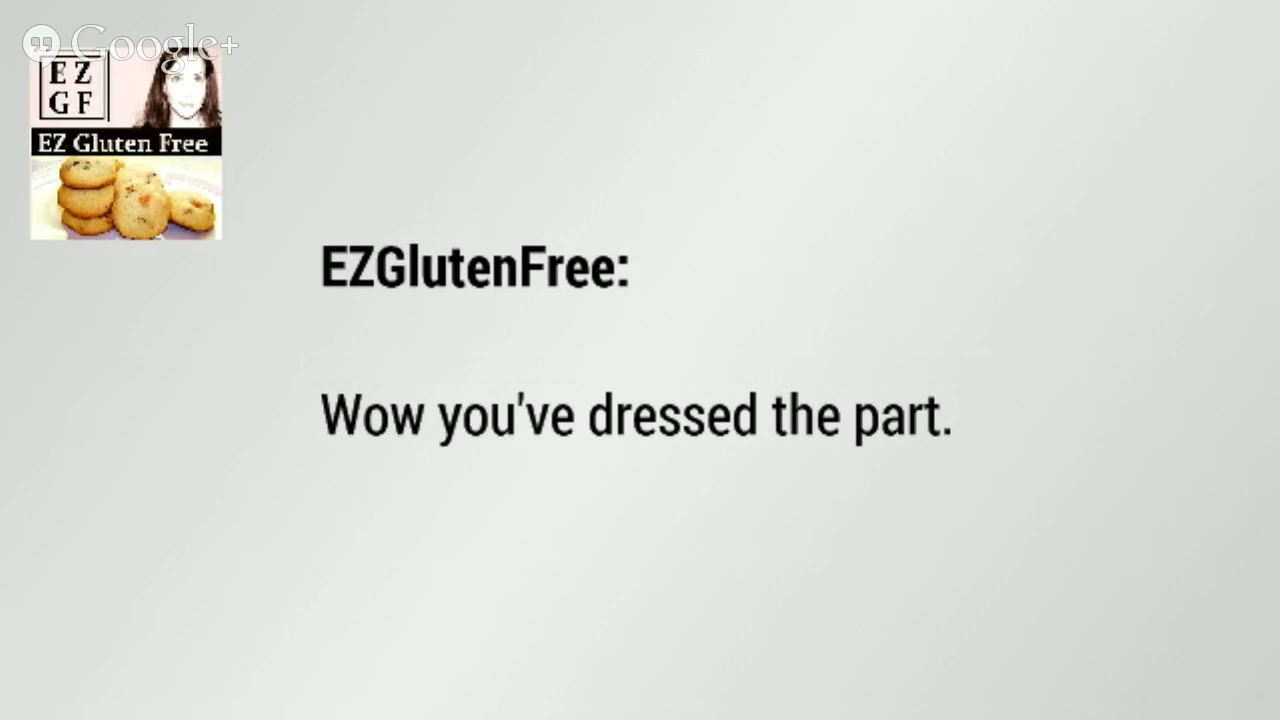 Google+
EZ
GF
EZ Gluten Free
EZGlutenFree:
Wow you've dressed the part.